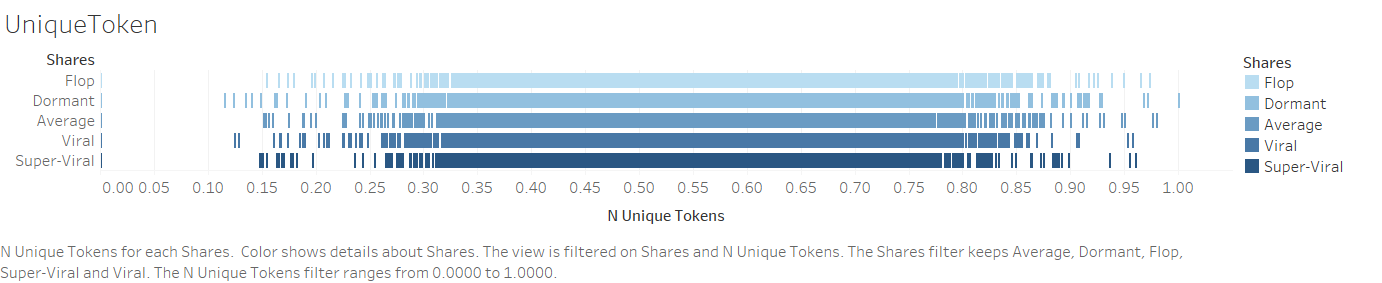 UniqueToken
Shares
Flop
Dormant
Average
Viral
Super-Viral
0.00 0.05 0.10 0.15 0.20 0.25 0.30 0.35 0.40 0.45 0.50 0.55 0.60 0.65 0.70 0.75 0.80 0.85 0.90 0.95 1.00
N Unique Tokens
Shares
Flop
Dormant
Average
Viral
Super-Viral
N Unique Tokens for each Shares.  Color shows details about Shares. The view is filtered on Shares and N Unique Tokens. The Shares filter keeps Average, Dormant, Flop,
Super-Viral and Viral. The N Unique Tokens filter ranges from 0.0000 to 1.0000.